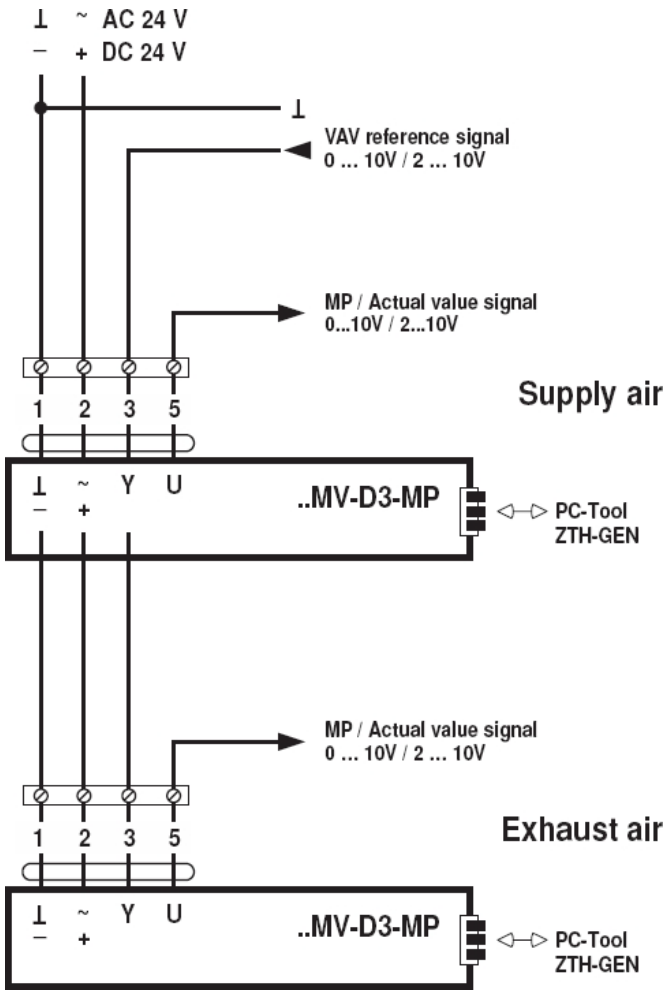 ⊥ ~ AC 24 V
– + DC 24 V
⊥
VAV reference signal
0 ... 10V / 2 ... 10V
MP / Actual value signal
0...10V / 2...10V
Supply air
1 2 3 5
⊥ ~ Y U
– +
..MV-D3-MP
PC-Tool
ZTH-GEN
MP / Actual value signal
0 ... 10V / 2 ... 10V
Exhaust air
1 2 3 5
⊥ ~ Y U
– +
..MV-D3-MP
PC-Tool
ZTH-GEN